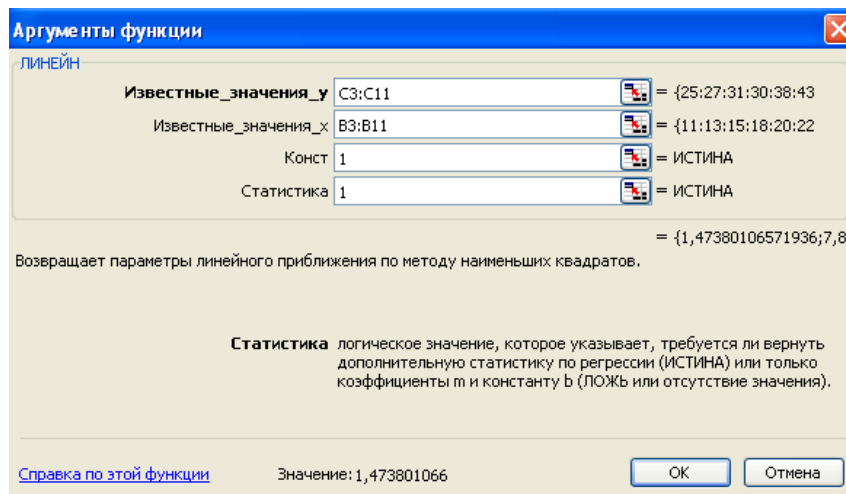 Аргументы функции
ЛИНЕЙН
Известные_значения_y C3:C11 = {25:27:31:30:38:43
Известные_значения_x B3:B11 = {11:13:15:18:20:22
Конст 1 = ИСТИНА
Статистика 1 = ИСТИНА
= {1,47380106571936;7,8
Возвращает параметры линейного приближения по методу наименьших квадратов.
Статистика логическое значение, которое указывает, требуется ли вернуть
дополнительную статистику по регрессии (ИСТИНА) или только
коэффициенты m и константу b (ЛОЖЬ или отсутствие значения).
Справка по этой функции Значение: 1,473801066 ОК Отмена